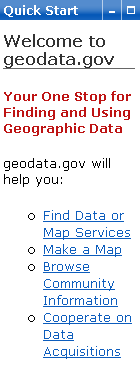 Quick Start
Welcome to
geodata.gov
Your One Stop for
Finding and Using
Geographic Data
geodata.gov will
help you:
Find Data or
Map Services
Make a Map
Browse
Community
Information
Cooperate on
Data
Acquisitions